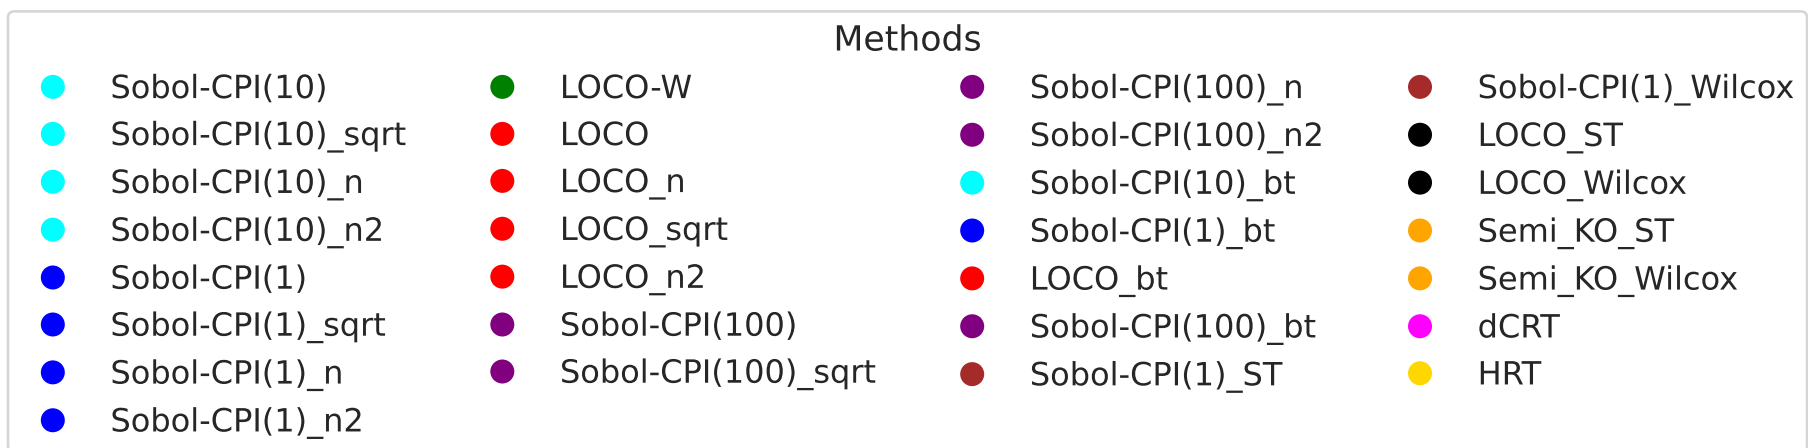 Methods
Sobol-CPI(10)
Sobol-CPI(10)_sqrt
Sobol-CPI(10)_n
Sobol-CPI(10)_n2
Sobol-CPI(1)
Sobol-CPI(1)_sqrt
Sobol-CPI(1)_n
Sobol-CPI(1)_n2
LOCO-W
LOCO
LOCO_n
LOCO_sqrt
LOCO_n2
Sobol-CPI(100)
Sobol-CPI(100)_sqrt
Sobol-CPI(100)_n
Sobol-CPI(100)_n2
Sobol-CPI(10)_bt
Sobol-CPI(1)_bt
LOCO_bt
Sobol-CPI(100)_bt
Sobol-CPI(1)_ST
Sobol-CPI(1)_Wilcox
LOCO_ST
LOCO_Wilcox
Semi_KO_ST
Semi_KO_Wilcox
dCRT
HRT